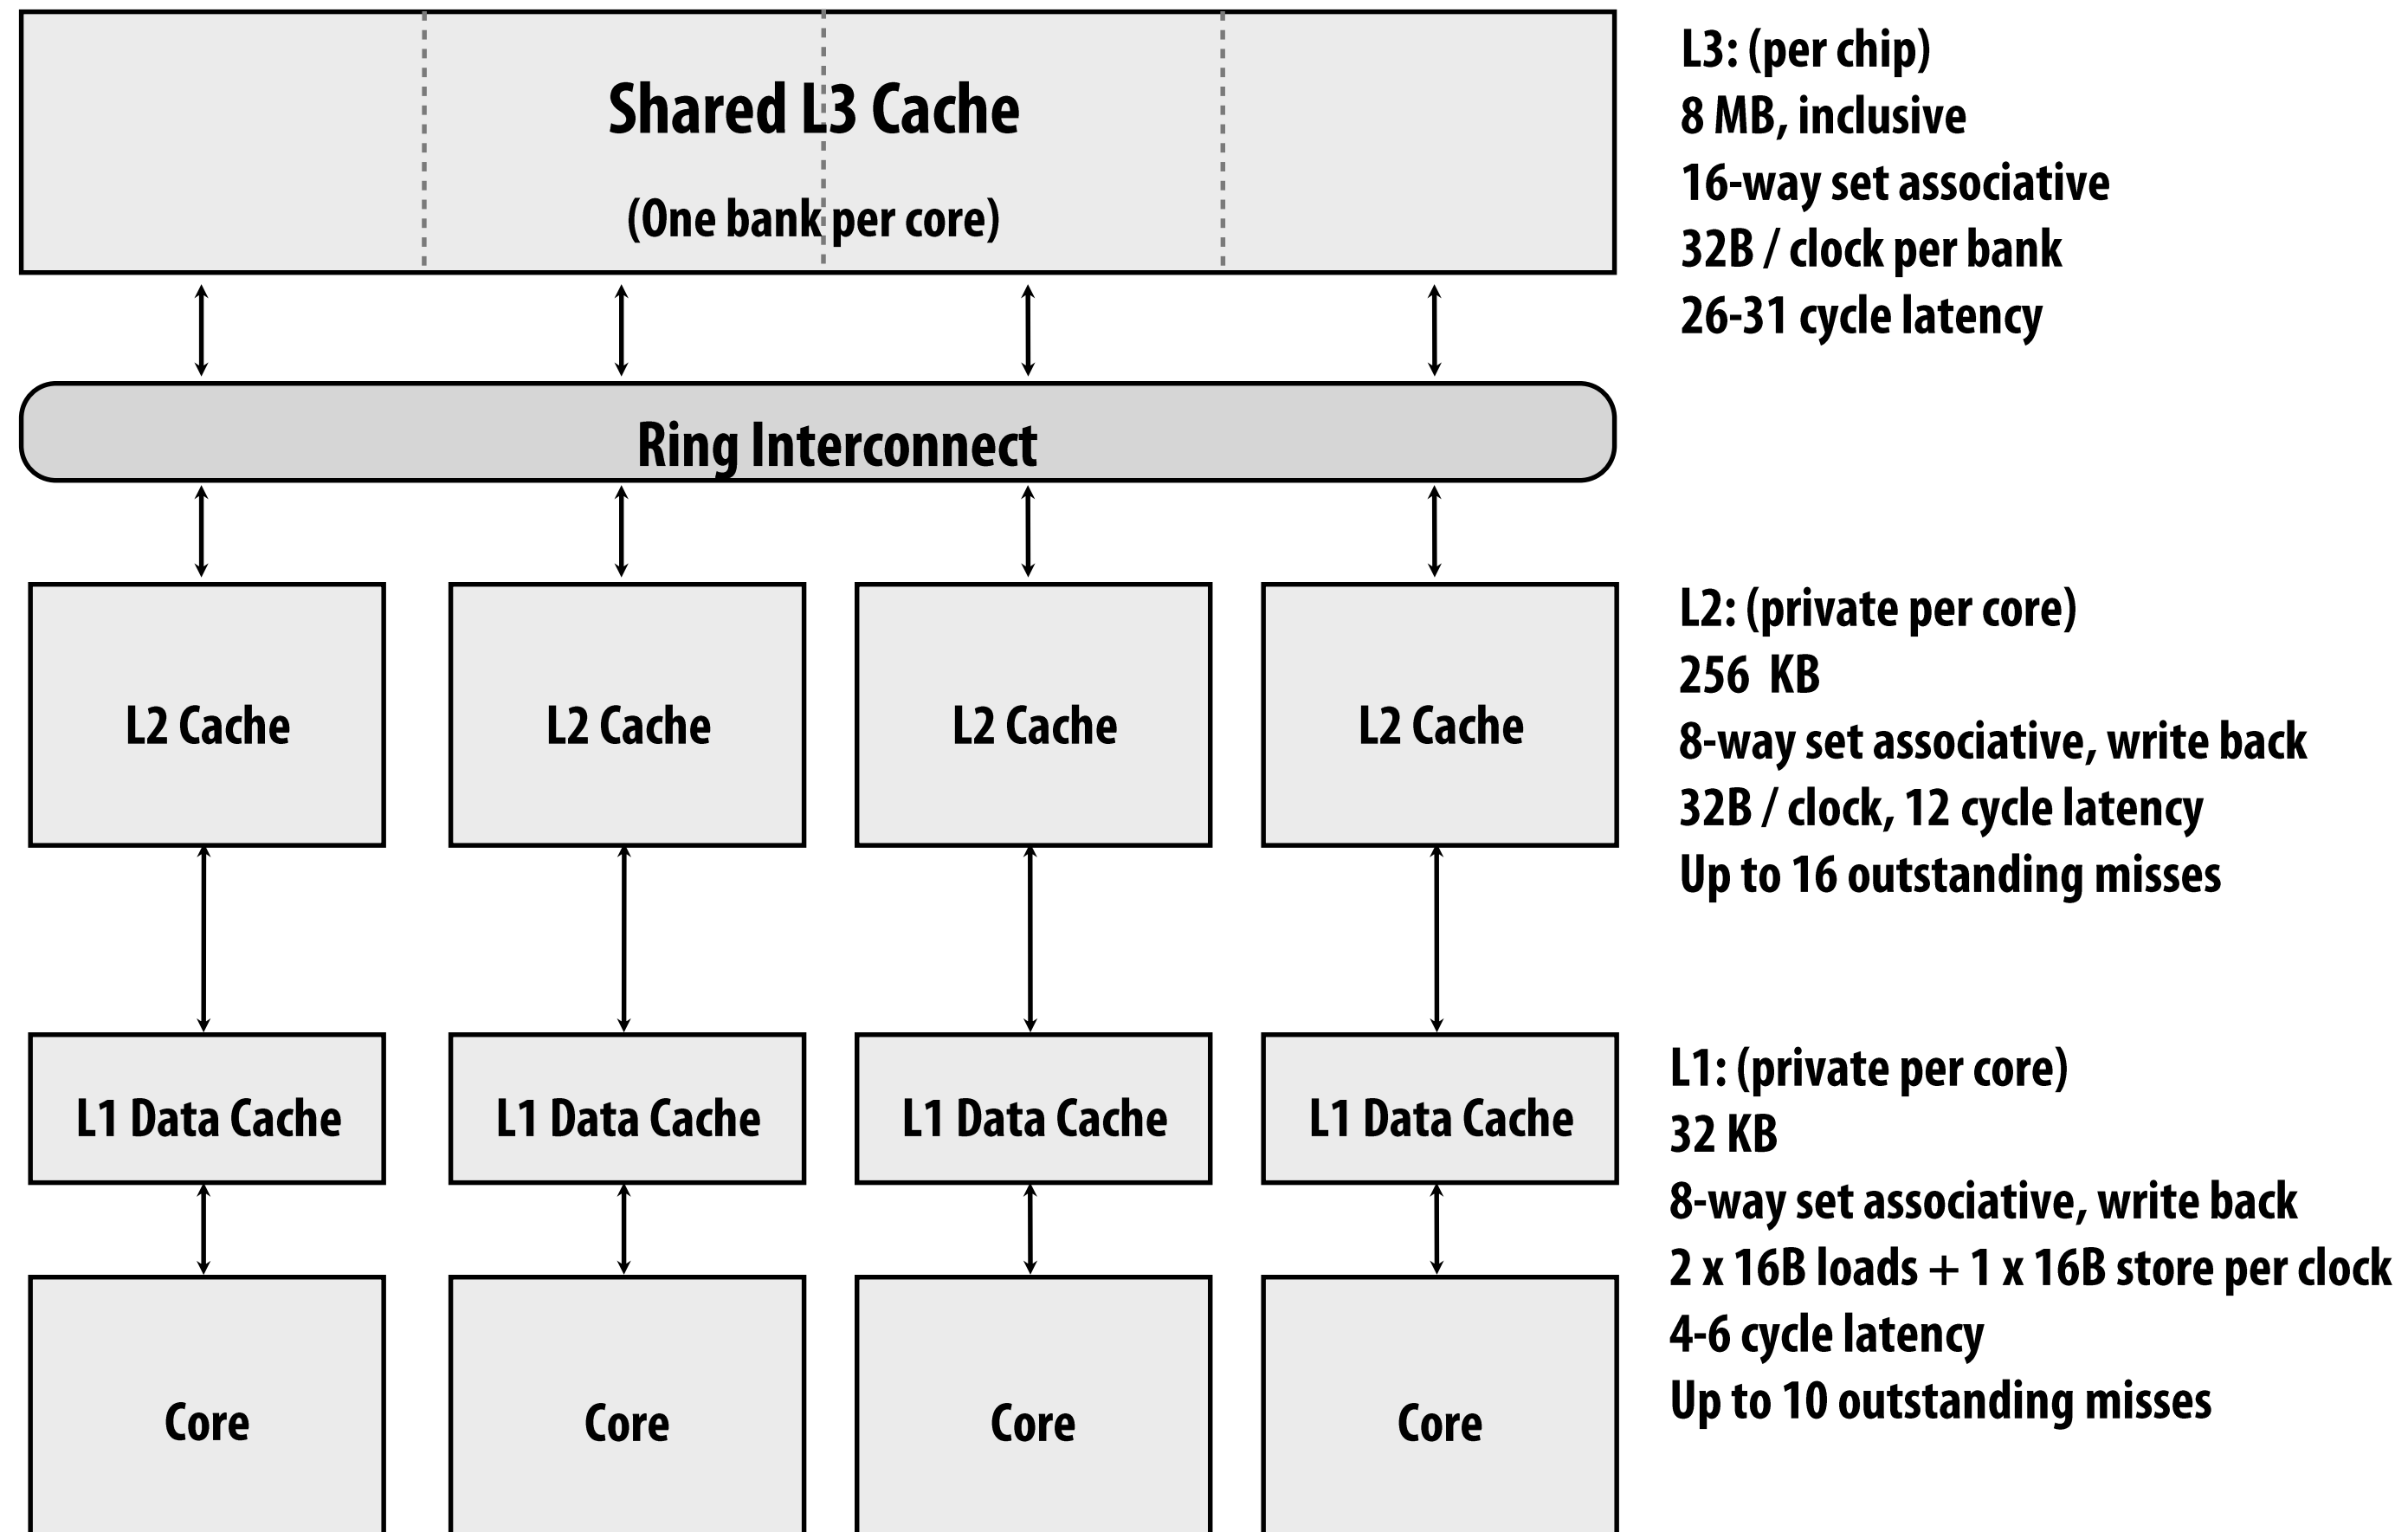 Shared L3 Cache
(One bank per core)
L3: (per chip)
8 MB, inclusive
16-way set associative
32B / clock per bank
26-31 cycle latency
Ring Interconnect
L2 Cache
L2 Cache
L2 Cache
L2 Cache
L2: (private per core)
256 KB
8-way set associative, write back
32B / clock, 12 cycle latency
Up to 16 outstanding misses
L1 Data Cache
L1 Data Cache
L1 Data Cache
L1 Data Cache
L1: (private per core)
32 KB
8-way set associative, write back
2 x 16B loads + 1 x 16B store per clock
4-6 cycle latency
Up to 10 outstanding misses
Core
Core
Core
Core